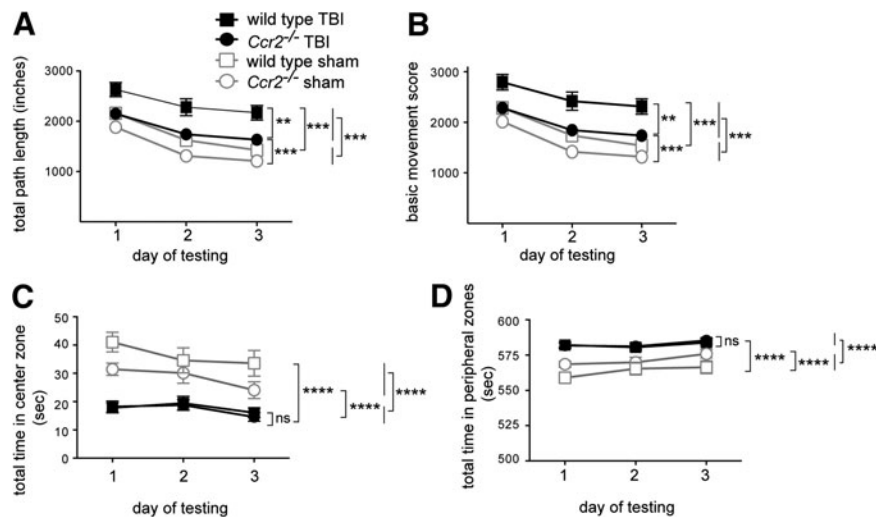 A
wild type TBI
Ccr2-/- TBI
wild type sham
Ccr2-/- sham
total path length (inches)
3000
2000
1000
**
***
***
***
1
2
3
day of testing
B
basic movement score
3000
2000
1000
**
***
***
***
1
2
3
day of testing
C
total time in center zone
(sec)
50
40
30
20
10
0
ns
****
****
****
1
2
3
day of testing
D
total time in peripheral zones
(sec)
600
575
550
525
500
ns
****
****
****
1
2
3
day of testing